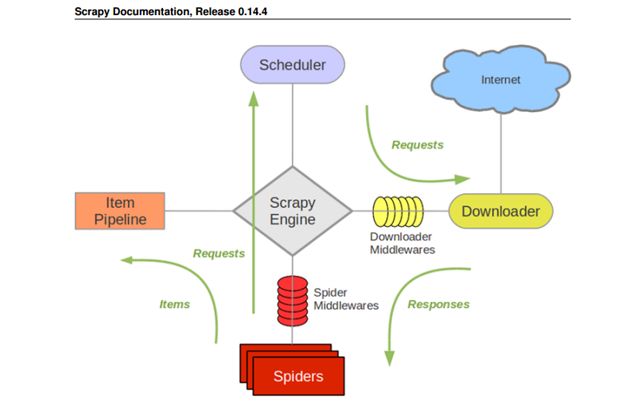 Scrapy Documentation, Release 0.14.4
Scheduler
Internet
Requests
Item
Pipeline
Scrapy
Engine
Downloader
Downloader
Middlewares
Requests
Spider
Middlewares
Items
Responses
Spiders